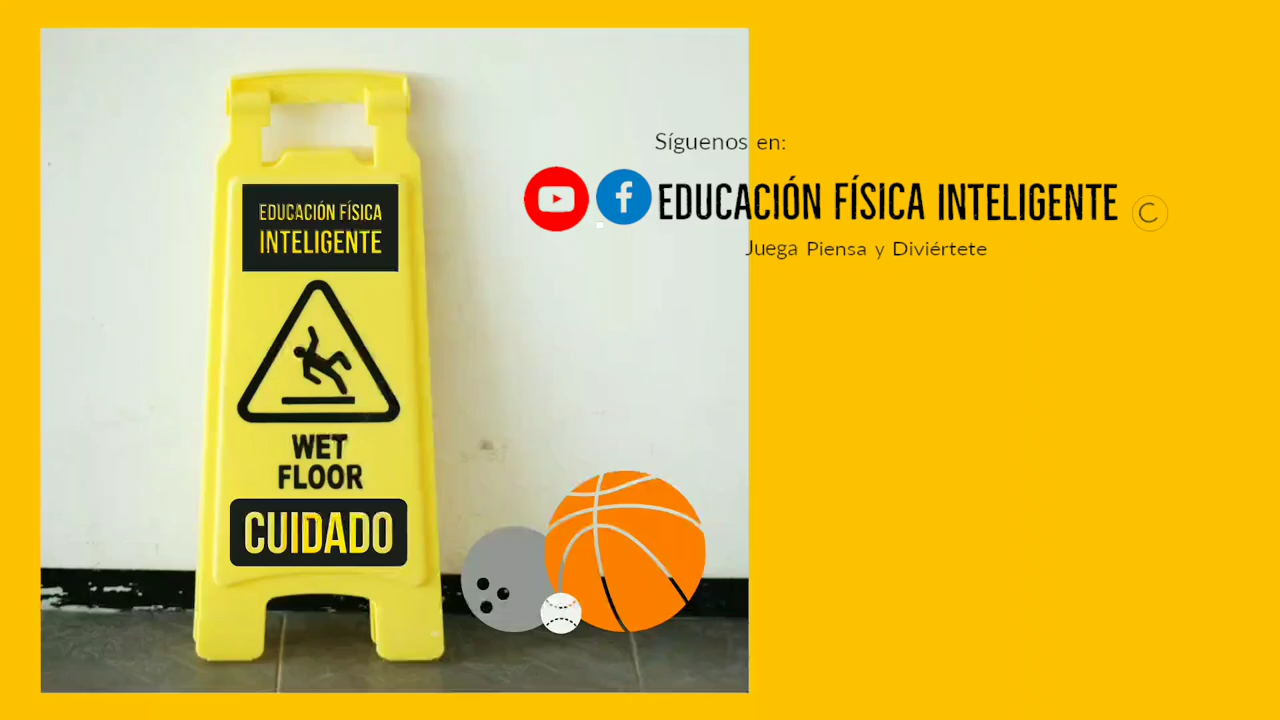 EDUCACIÓN FÍSICA
INTELIGENTE
WET
FLOOR
CUIDADO
Síguenos en:
EDUCACIÓN FÍSICA INTELIGENTE ©
Juega Piensa y Diviértete